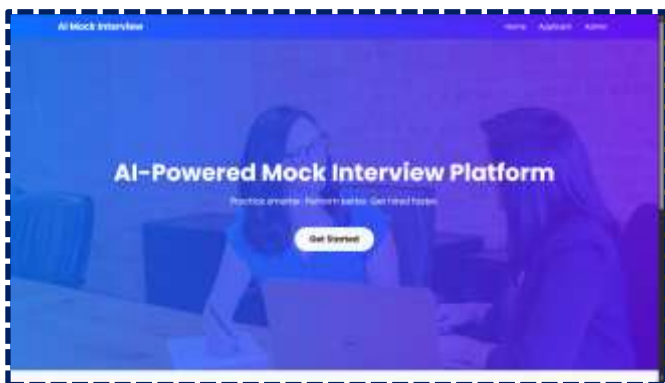 AI Mock Interview
Home Applicant Admin
AI-Powered Mock Interview Platform
Practice smarter. Perform better. Get hired faster.
Get Started